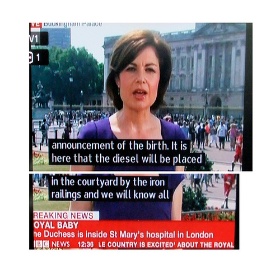 Buckingham Palace
1
announcement of the birth. It is
here that the diesel will be placed
in the courtyard by the iron
railings and we will know all
BREAKING NEWS
ROYAL BABY
he Duchess is inside St Mary's hospital in London
BBC NEWS 12:36 LE COUNTRY IS EXCITED' ABOUT THE ROYAL